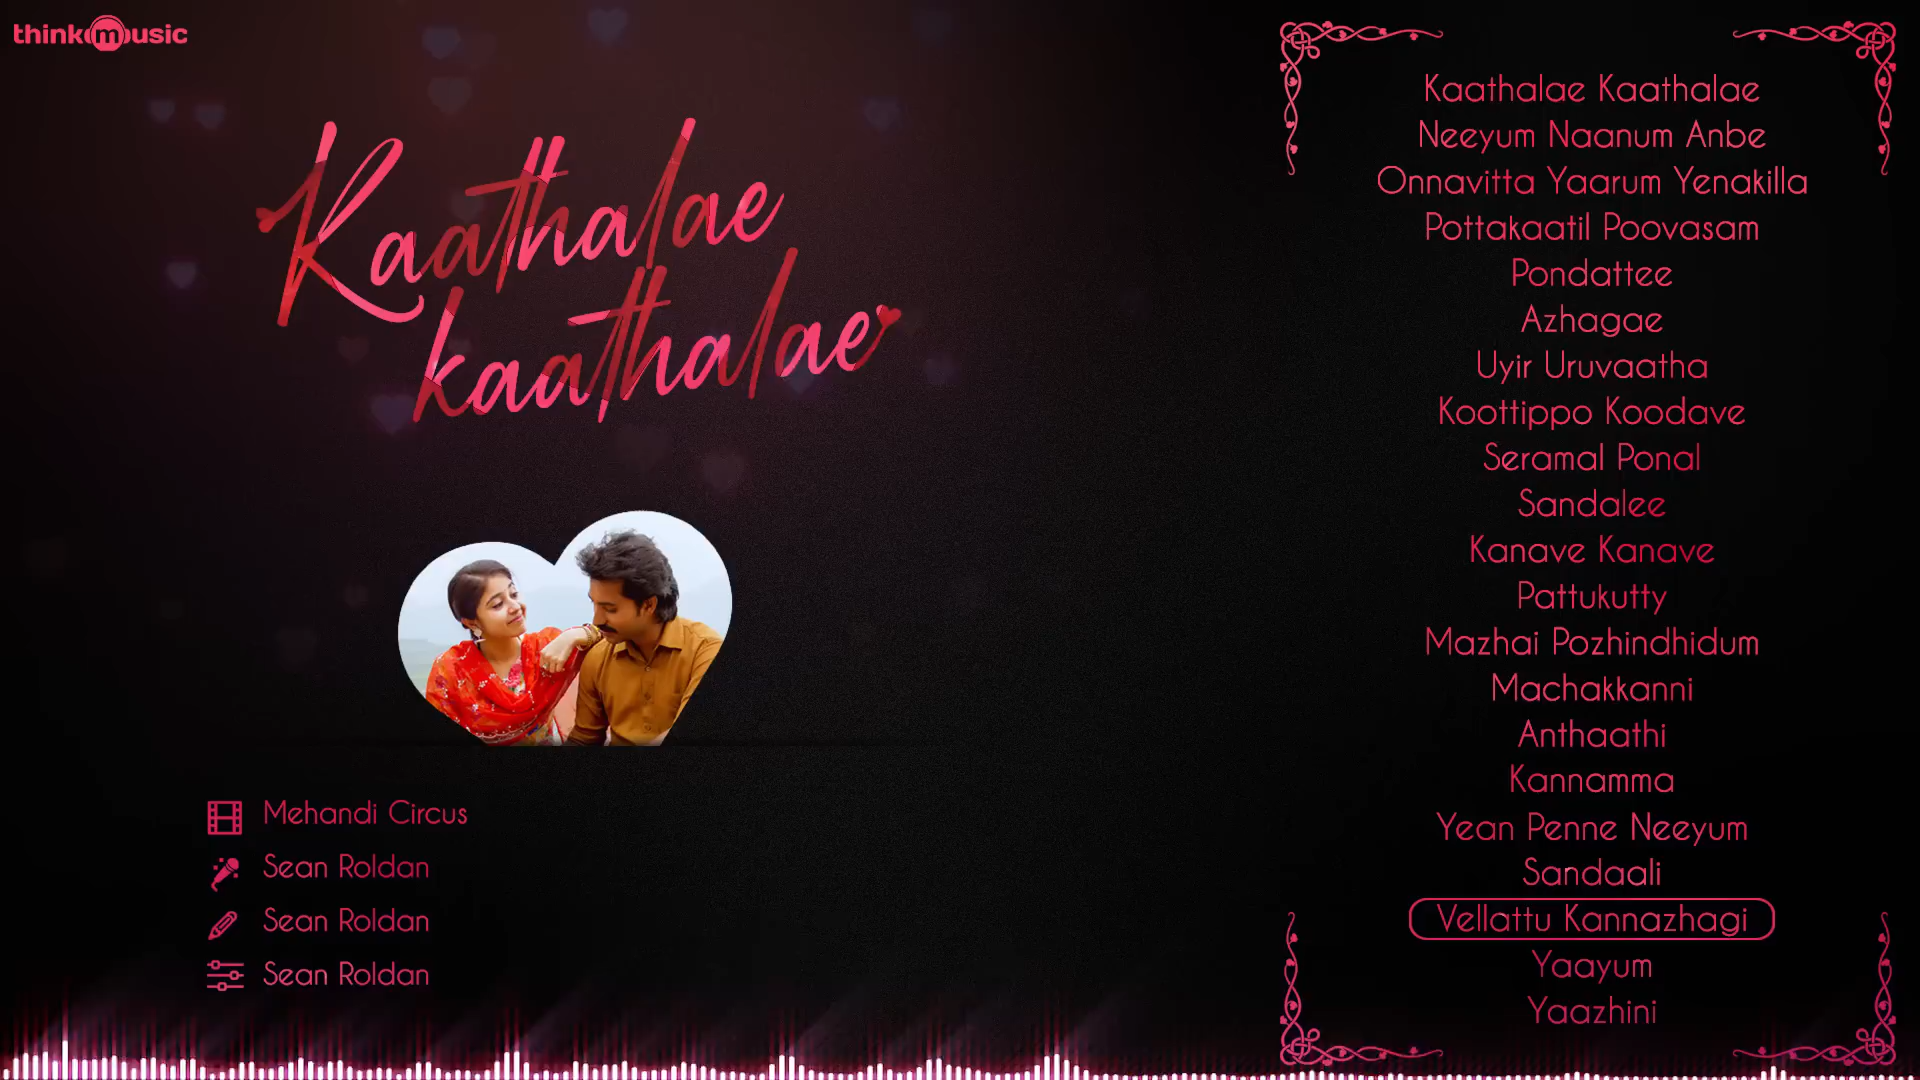 thinkmusic
Kaathalae
kaathalae
Mehandi Circus
Sean Roldan
Sean Roldan
Sean Roldan
Kaathalae Kaathalae
Neeyum Naanum Anbe
Onnavitta Yaarum Yenakilla
Pottakaatil Poovasam
Pondattee
Azhagae
Uyir Uruvaatha
Koottippo Koodave
Seramal Ponal
Sandalee
Kanave Kanave
Pattukutty
Mazhai Pozhindhidum
Machakkanni
Anthaathi
Kannamma
Yean Penne Neeyum
Sandaali
Vellattu Kannazhagi
Yaayum
Yaazhini